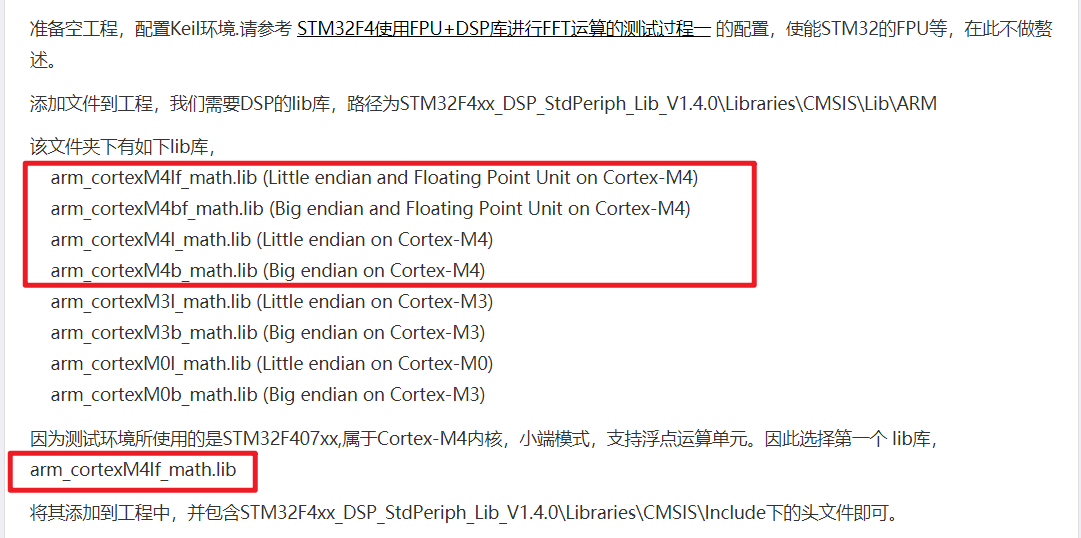 准备空工程，配置Keil环境.请参考 STM32F4使用FPU+DSP库进行FFT运算的测试过程一 的配置，使能STM32的FPU等，在此不做赘
述。
添加文件到工程，我们需要DSP的lib库，路径为STM32F4xx_DSP_StdPeriph_Lib_V1.4.0\Libraries\CMSIS\Lib\ARM
该文件夹下有如下lib库，
arm_cortexM4lf_math.lib (Little endian and Floating Point Unit on Cortex-M4)
arm_cortexM4bf_math.lib (Big endian and Floating Point Unit on Cortex-M4)
arm_cortexM4l_math.lib (Little endian on Cortex-M4)
arm_cortexM4b_math.lib (Big endian on Cortex-M4)
arm_cortexM3l_math.lib (Little endian on Cortex-M3)
arm_cortexM3b_math.lib (Big endian on Cortex-M3)
arm_cortexM0l_math.lib (Little endian on Cortex-M0)
arm_cortexM0b_math.lib (Big endian on Cortex-M3)
因为测试环境所使用的是STM32F407xx,属于Cortex-M4内核，小端模式，支持浮点运算单元。因此选择第一个 lib库，
arm_cortexM4lf_math.lib
将其添加到工程中，并包含STM32F4xx_DSP_StdPeriph_Lib_V1.4.0\Libraries\CMSIS\Include下的头文件即可。